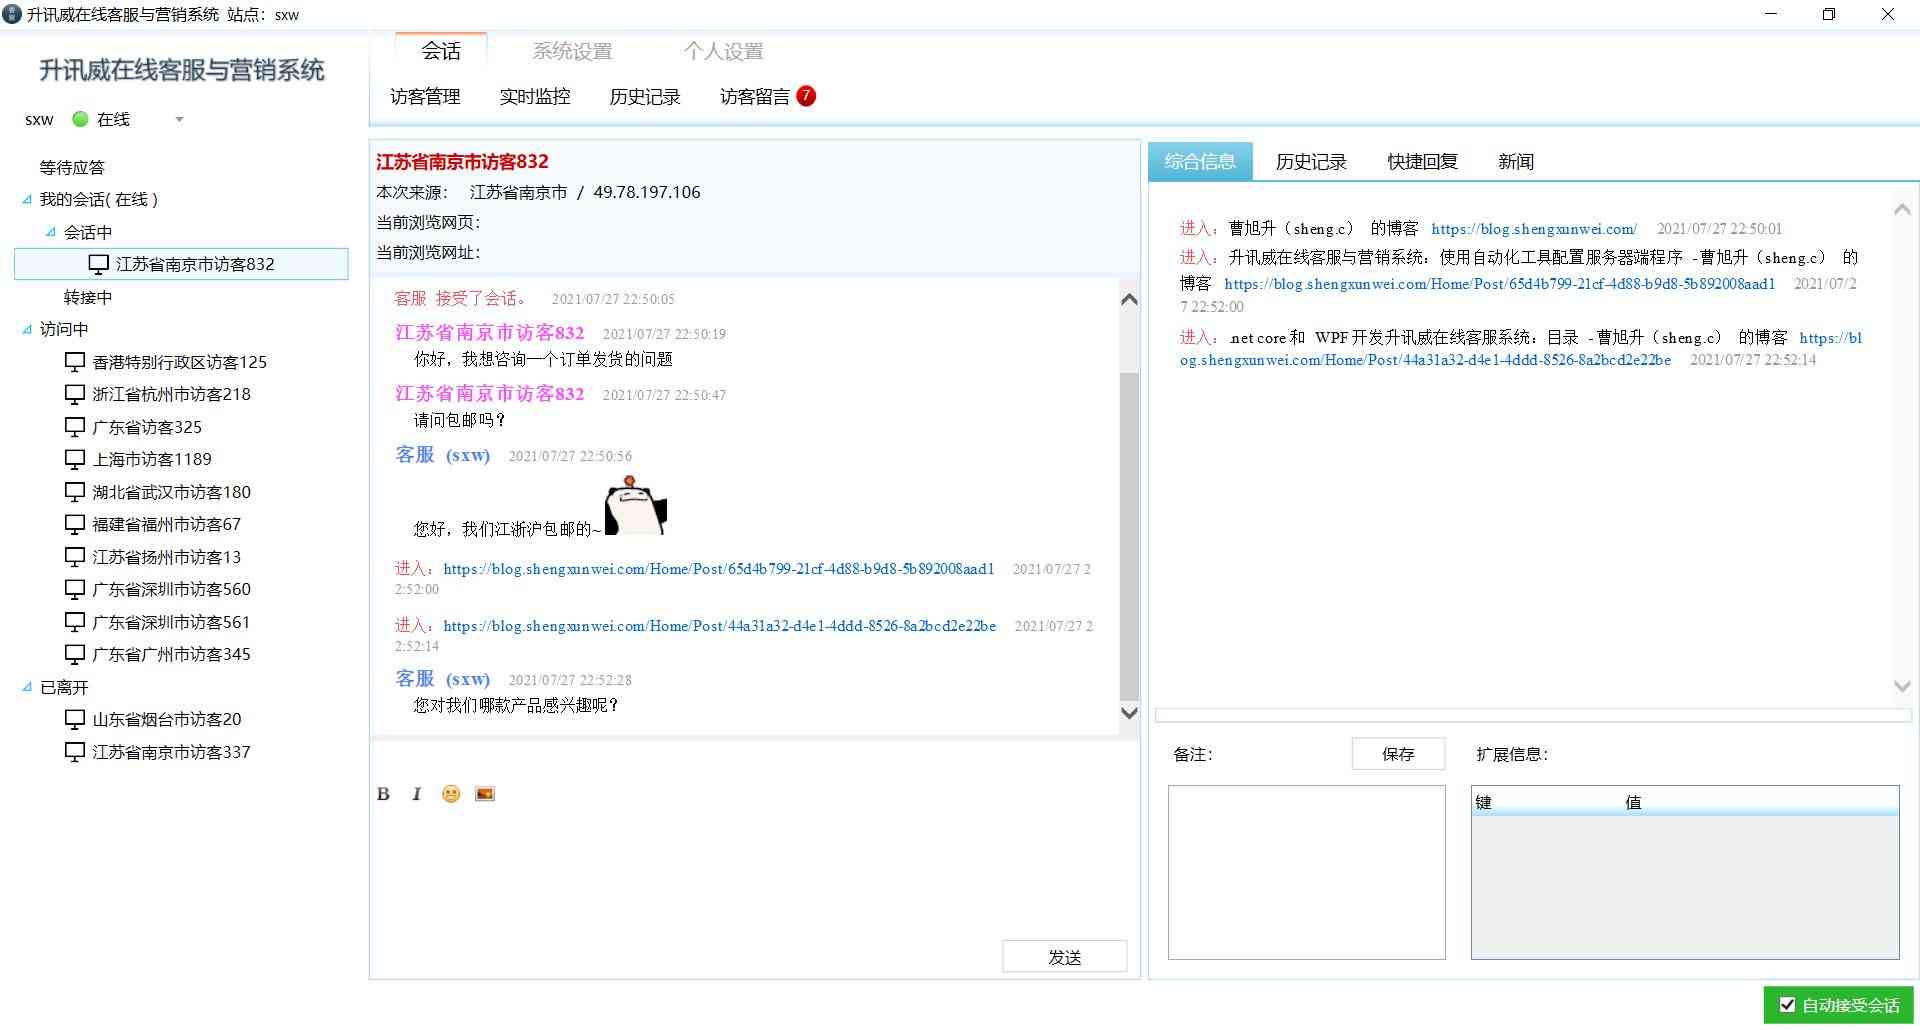 升讯威在线客服与营销系统 站点：sxw
升讯威在线客服与营销系统
sxw 在线
等待应答
我的会话( 在线 )
会话中
江苏省南京市访客832
转接中
访问中
香港特别行政区访客125
浙江省杭州市访客218
广东省访客325
上海市访客1189
湖北省武汉市访客180
福建省福州市访客67
江苏省扬州市访客13
广东省深圳市访客560
广东省深圳市访客561
广东省广州市访客345
已离开
山东省烟台市访客20
江苏省南京市访客337
会话 系统设置 个人设置
访客管理 实时监控 历史记录 访客留言 7
江苏省南京市访客832
本次来源： 江苏省南京市 / 49.78.197.106
当前浏览网页：
当前浏览网址：
客服 接受了会话。 2021/07/27 22:50:05
江苏省南京市访客832 2021/07/27 22:50:19
你好，我想咨询一个订单发货的问题
江苏省南京市访客832 2021/07/27 22:50:47
请问包邮吗？
客服 (sxw) 2021/07/27 22:50:56
您好，我们江浙沪包邮的~
进入：https://blog.shengxunwei.com/Home/Post/65d4b799-21cf-4d88-b9d8-5b892008aad1 2021/07/27 2
2:52:00
进入：https://blog.shengxunwei.com/Home/Post/44a31a32-d4e1-4ddd-8526-8a2bcd2e22be 2021/07/27 2
2:52:14
客服 (sxw) 2021/07/27 22:52:28
您对我们哪款产品感兴趣呢？
B I
发送
综合信息 历史记录 快捷回复 新闻
进入：曹旭升（sheng.c） 的博客 https://blog.shengxunwei.com/ 2021/07/27 22:50:01
进入：升讯威在线客服与营销系统：使用自动化工具配置服务器端程序 - 曹旭升（sheng.c） 的
博客 https://blog.shengxunwei.com/Home/Post/65d4b799-21cf-4d88-b9d8-5b892008aad1 2021/07/2
7 22:52:00
进入：.net core 和 WPF 开发升讯威在线客服系统：目录 - 曹旭升（sheng.c） 的博客 https://bl
og.shengxunwei.com/Home/Post/44a31a32-d4e1-4ddd-8526-8a2bcd2e22be 2021/07/27 22:52:14
备注： 保存 扩展信息：
键 值
自动接受会话